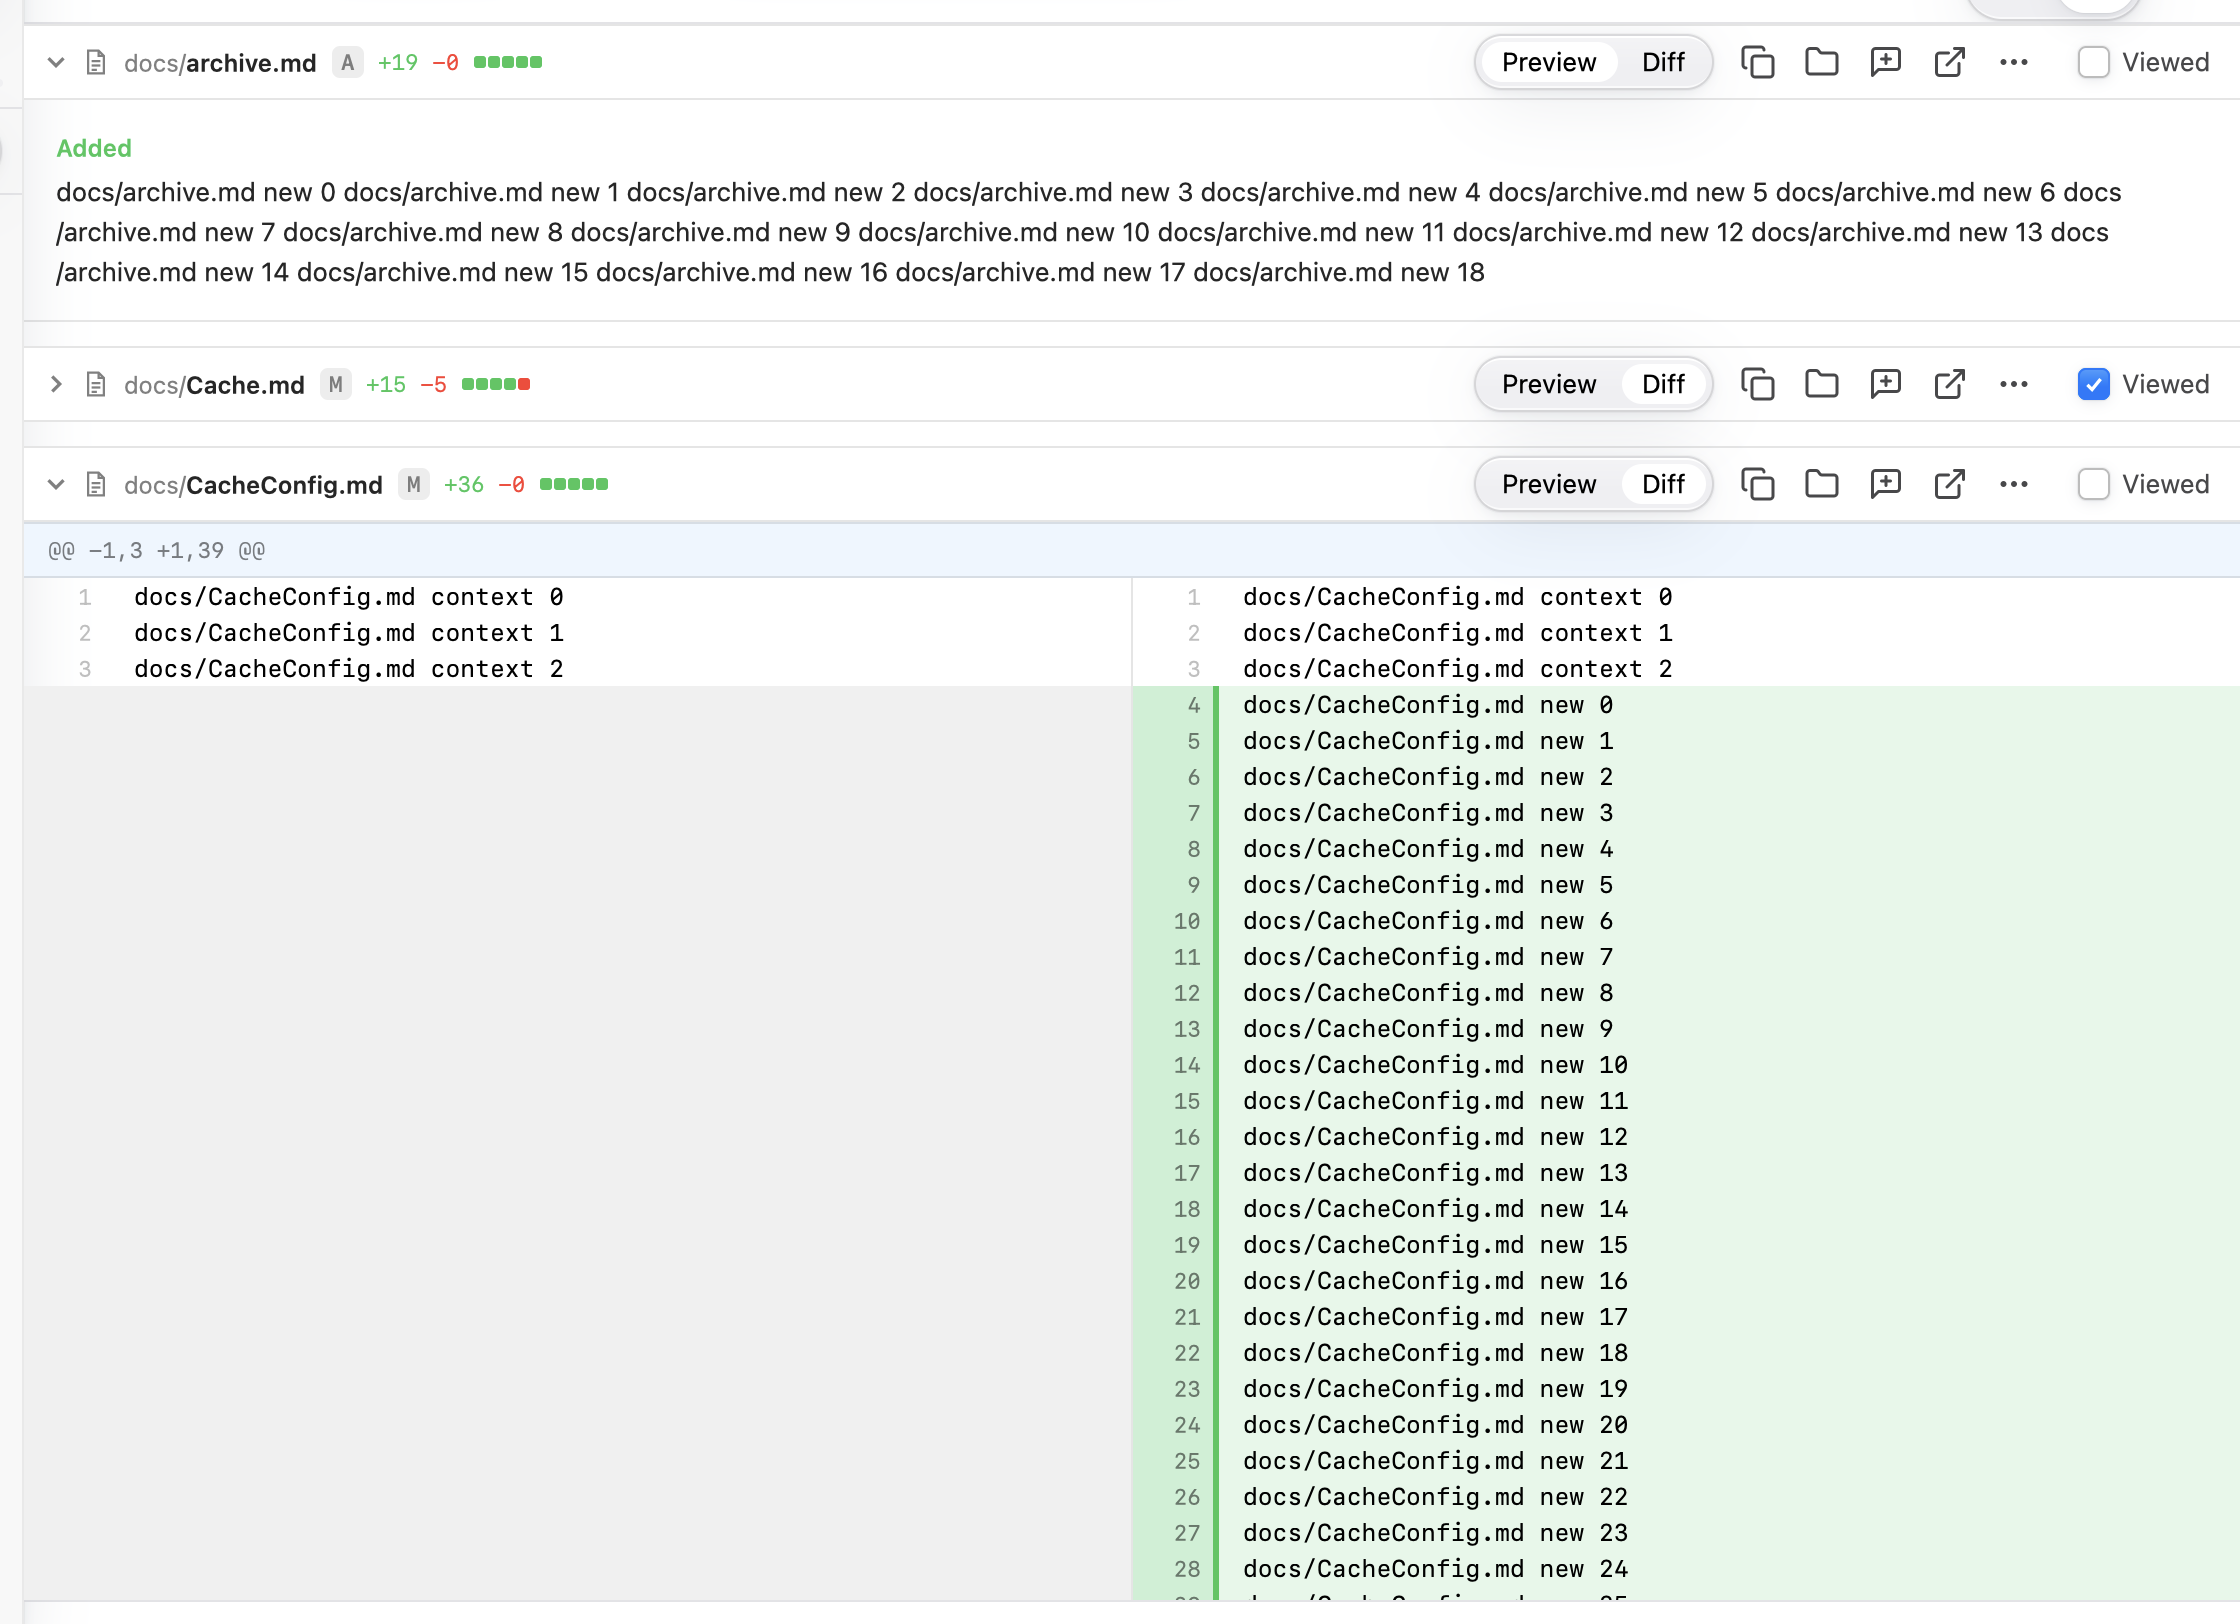 docs/archive.md A +19 −0 Preview Diff Viewed
Added
docs/archive.md new 0 docs/archive.md new 1 docs/archive.md new 2 docs/archive.md new 3 docs/archive.md new 4 docs/archive.md new 5 docs/archive.md new 6 docs
/archive.md new 7 docs/archive.md new 8 docs/archive.md new 9 docs/archive.md new 10 docs/archive.md new 11 docs/archive.md new 12 docs/archive.md new 13 docs
/archive.md new 14 docs/archive.md new 15 docs/archive.md new 16 docs/archive.md new 17 docs/archive.md new 18
docs/Cache.md M +15 −5 Preview Diff Viewed
docs/CacheConfig.md M +36 −0 Preview Diff Viewed
@@ −1,3 +1,39 @@
1 docs/CacheConfig.md context 0 1 docs/CacheConfig.md context 0
2 docs/CacheConfig.md context 1 2 docs/CacheConfig.md context 1
3 docs/CacheConfig.md context 2 3 docs/CacheConfig.md context 2
4 docs/CacheConfig.md new 0
5 docs/CacheConfig.md new 1
6 docs/CacheConfig.md new 2
7 docs/CacheConfig.md new 3
8 docs/CacheConfig.md new 4
9 docs/CacheConfig.md new 5
10 docs/CacheConfig.md new 6
11 docs/CacheConfig.md new 7
12 docs/CacheConfig.md new 8
13 docs/CacheConfig.md new 9
14 docs/CacheConfig.md new 10
15 docs/CacheConfig.md new 11
16 docs/CacheConfig.md new 12
17 docs/CacheConfig.md new 13
18 docs/CacheConfig.md new 14
19 docs/CacheConfig.md new 15
20 docs/CacheConfig.md new 16
21 docs/CacheConfig.md new 17
22 docs/CacheConfig.md new 18
23 docs/CacheConfig.md new 19
24 docs/CacheConfig.md new 20
25 docs/CacheConfig.md new 21
26 docs/CacheConfig.md new 22
27 docs/CacheConfig.md new 23
28 docs/CacheConfig.md new 24